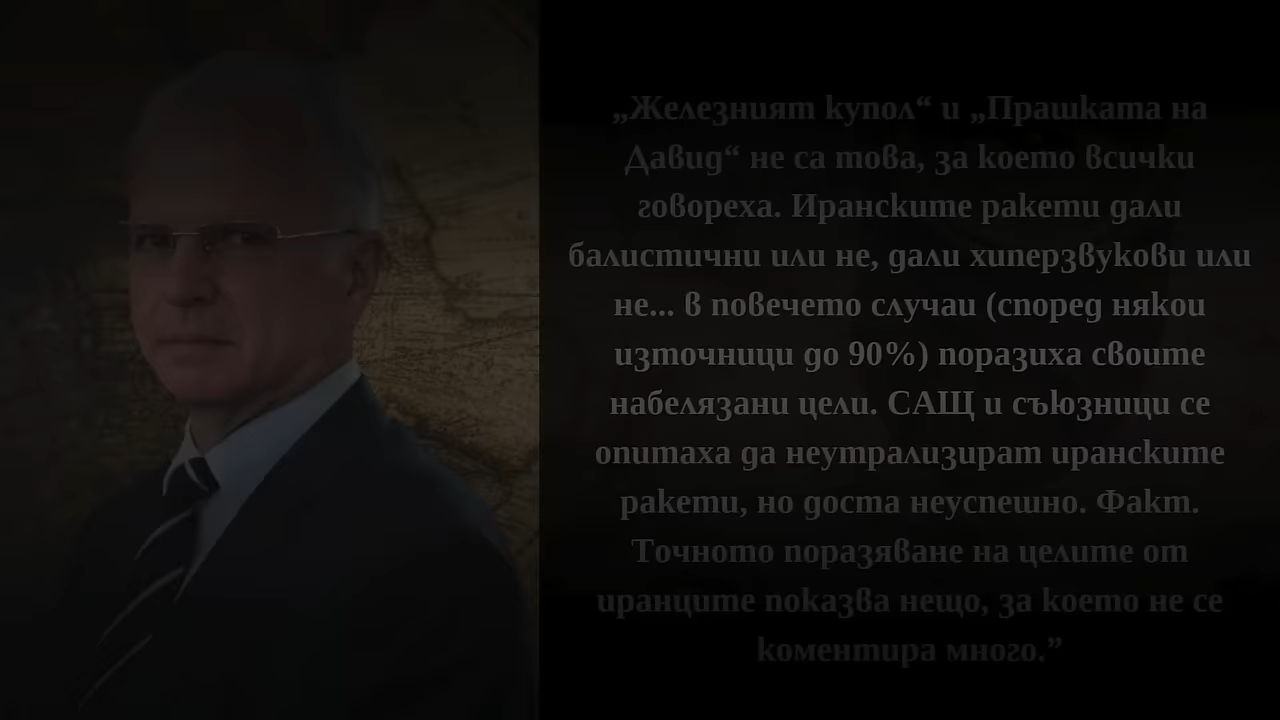 „Железният купол“ и „Прашката на
Давид“ не са това, за което всички
говореха. Иранските ракети дали
балистични или не, дали хиперзвукови или
не... в повечето случаи (според някои
източници до 90%) поразиха своите
набелязани цели. САЩ и съюзници се
опитаха да неутрализират иранските
ракети, но доста неуспешно. Факт.
Точното поразяване на целите от
иранците показва нещо, за което не се
коментира много.”